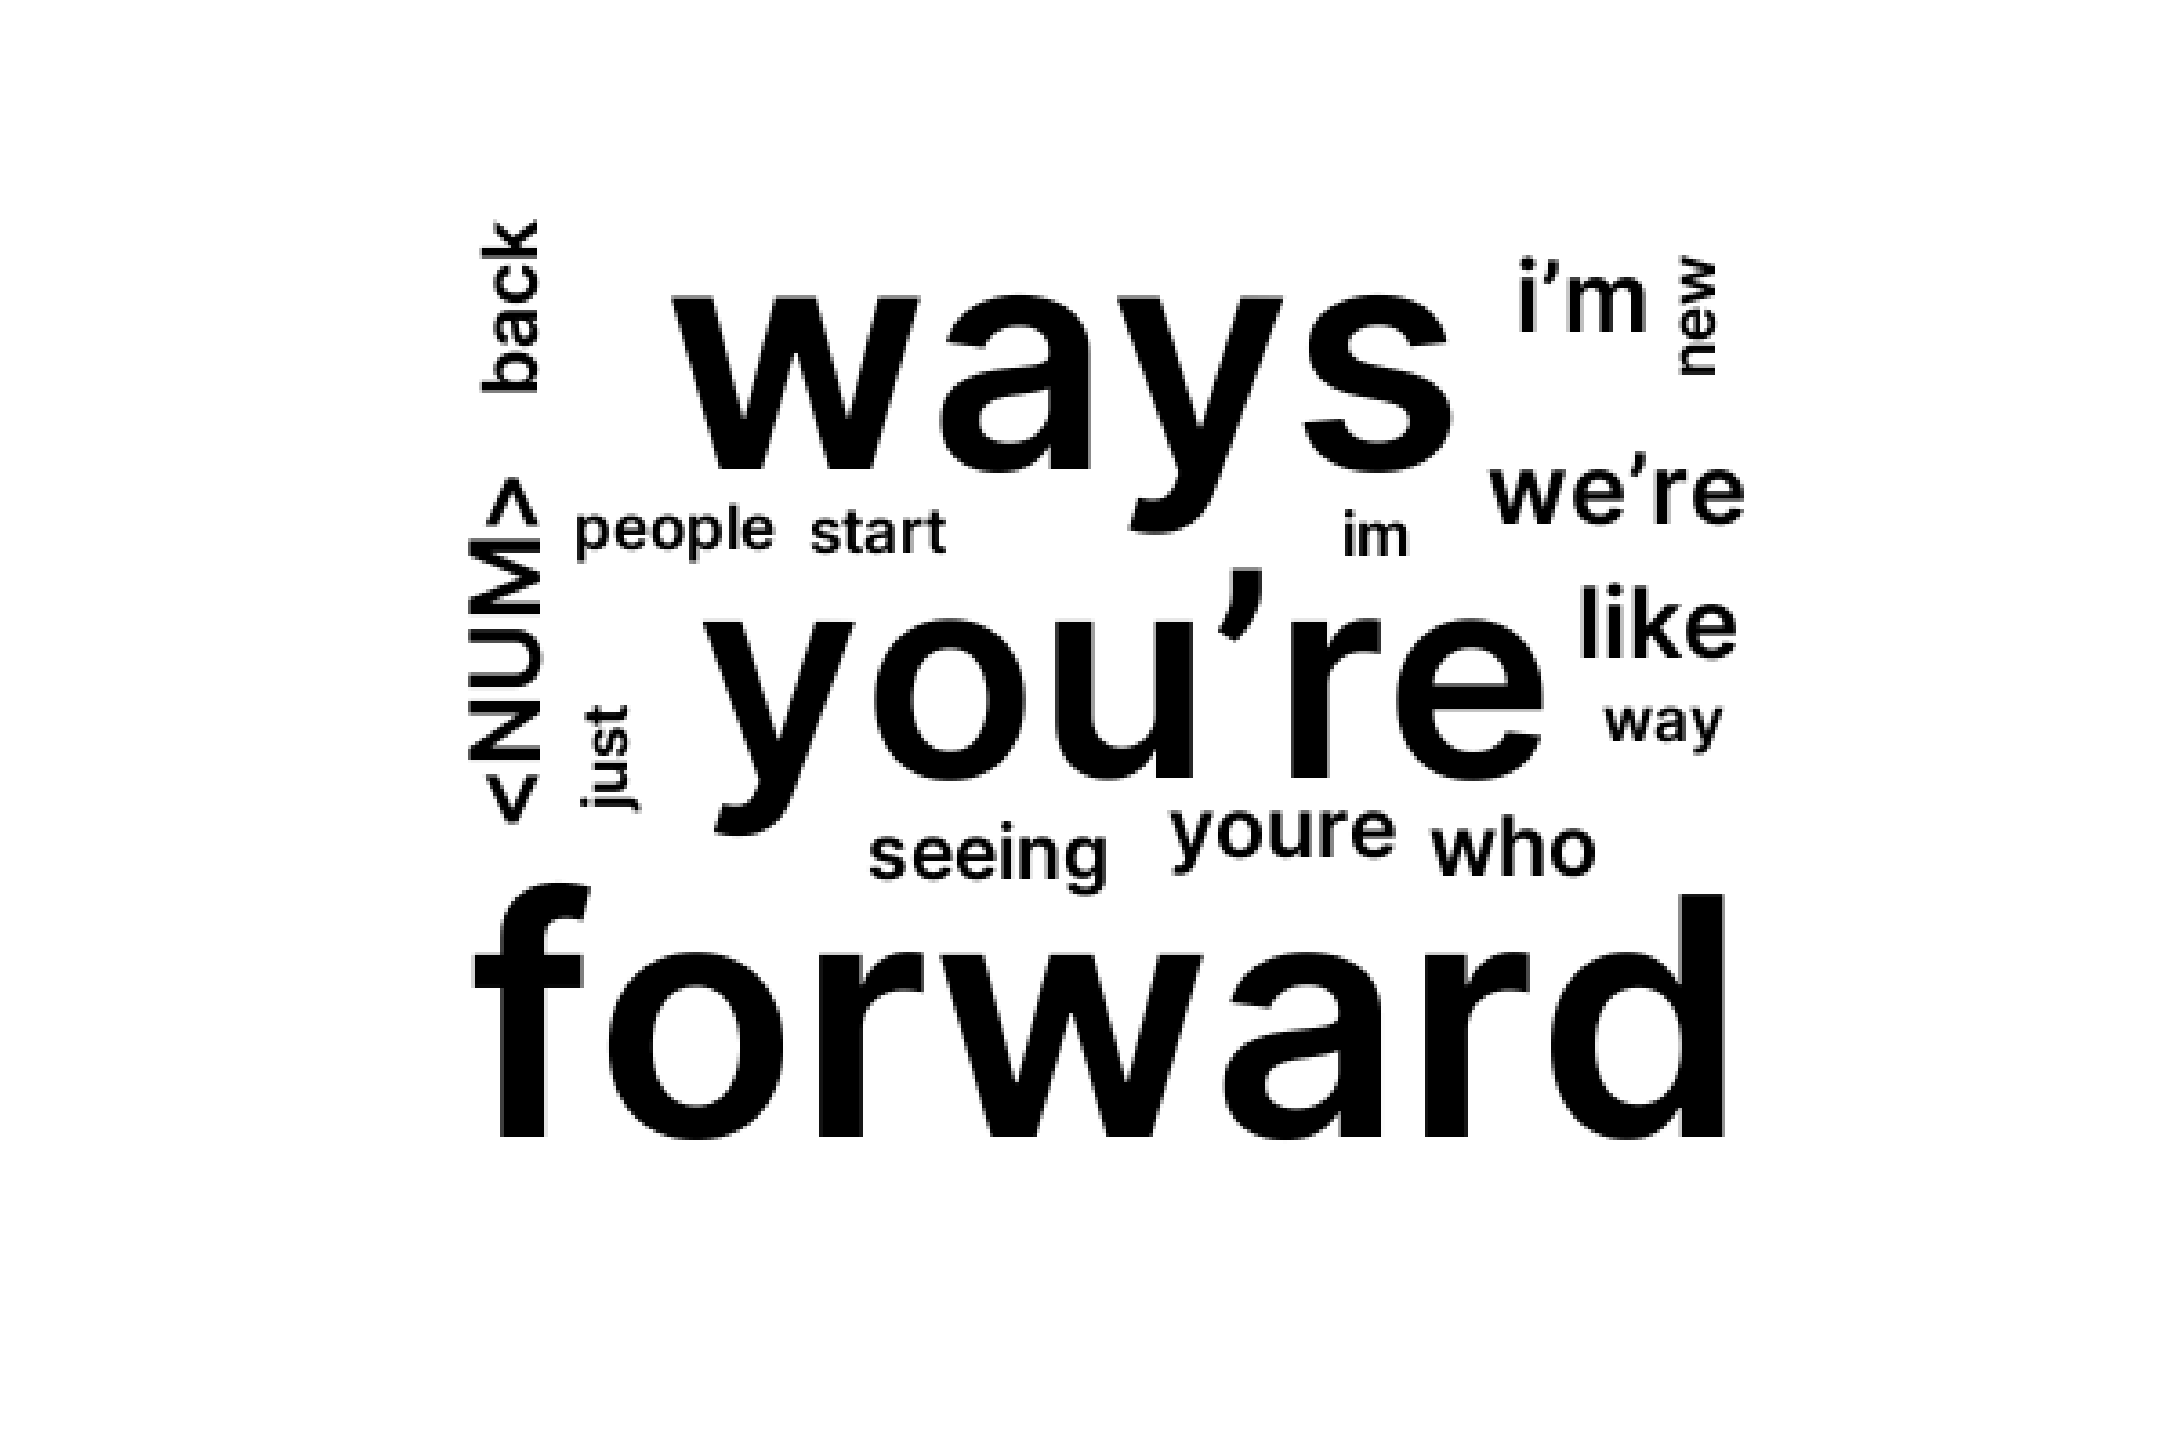 back
ways
i’m
new
we’re
people start
im
<NUM>
you’re
like
way
just
seeing youre who
forward